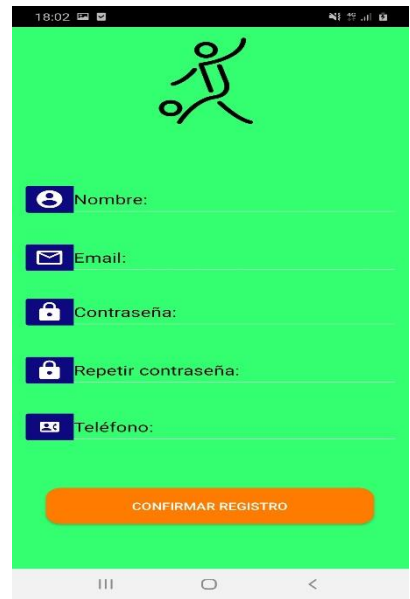 18:02
Nombre:
Email:
Contraseña:
Repetir contraseña:
Teléfono:
CONFIRMAR REGISTRO